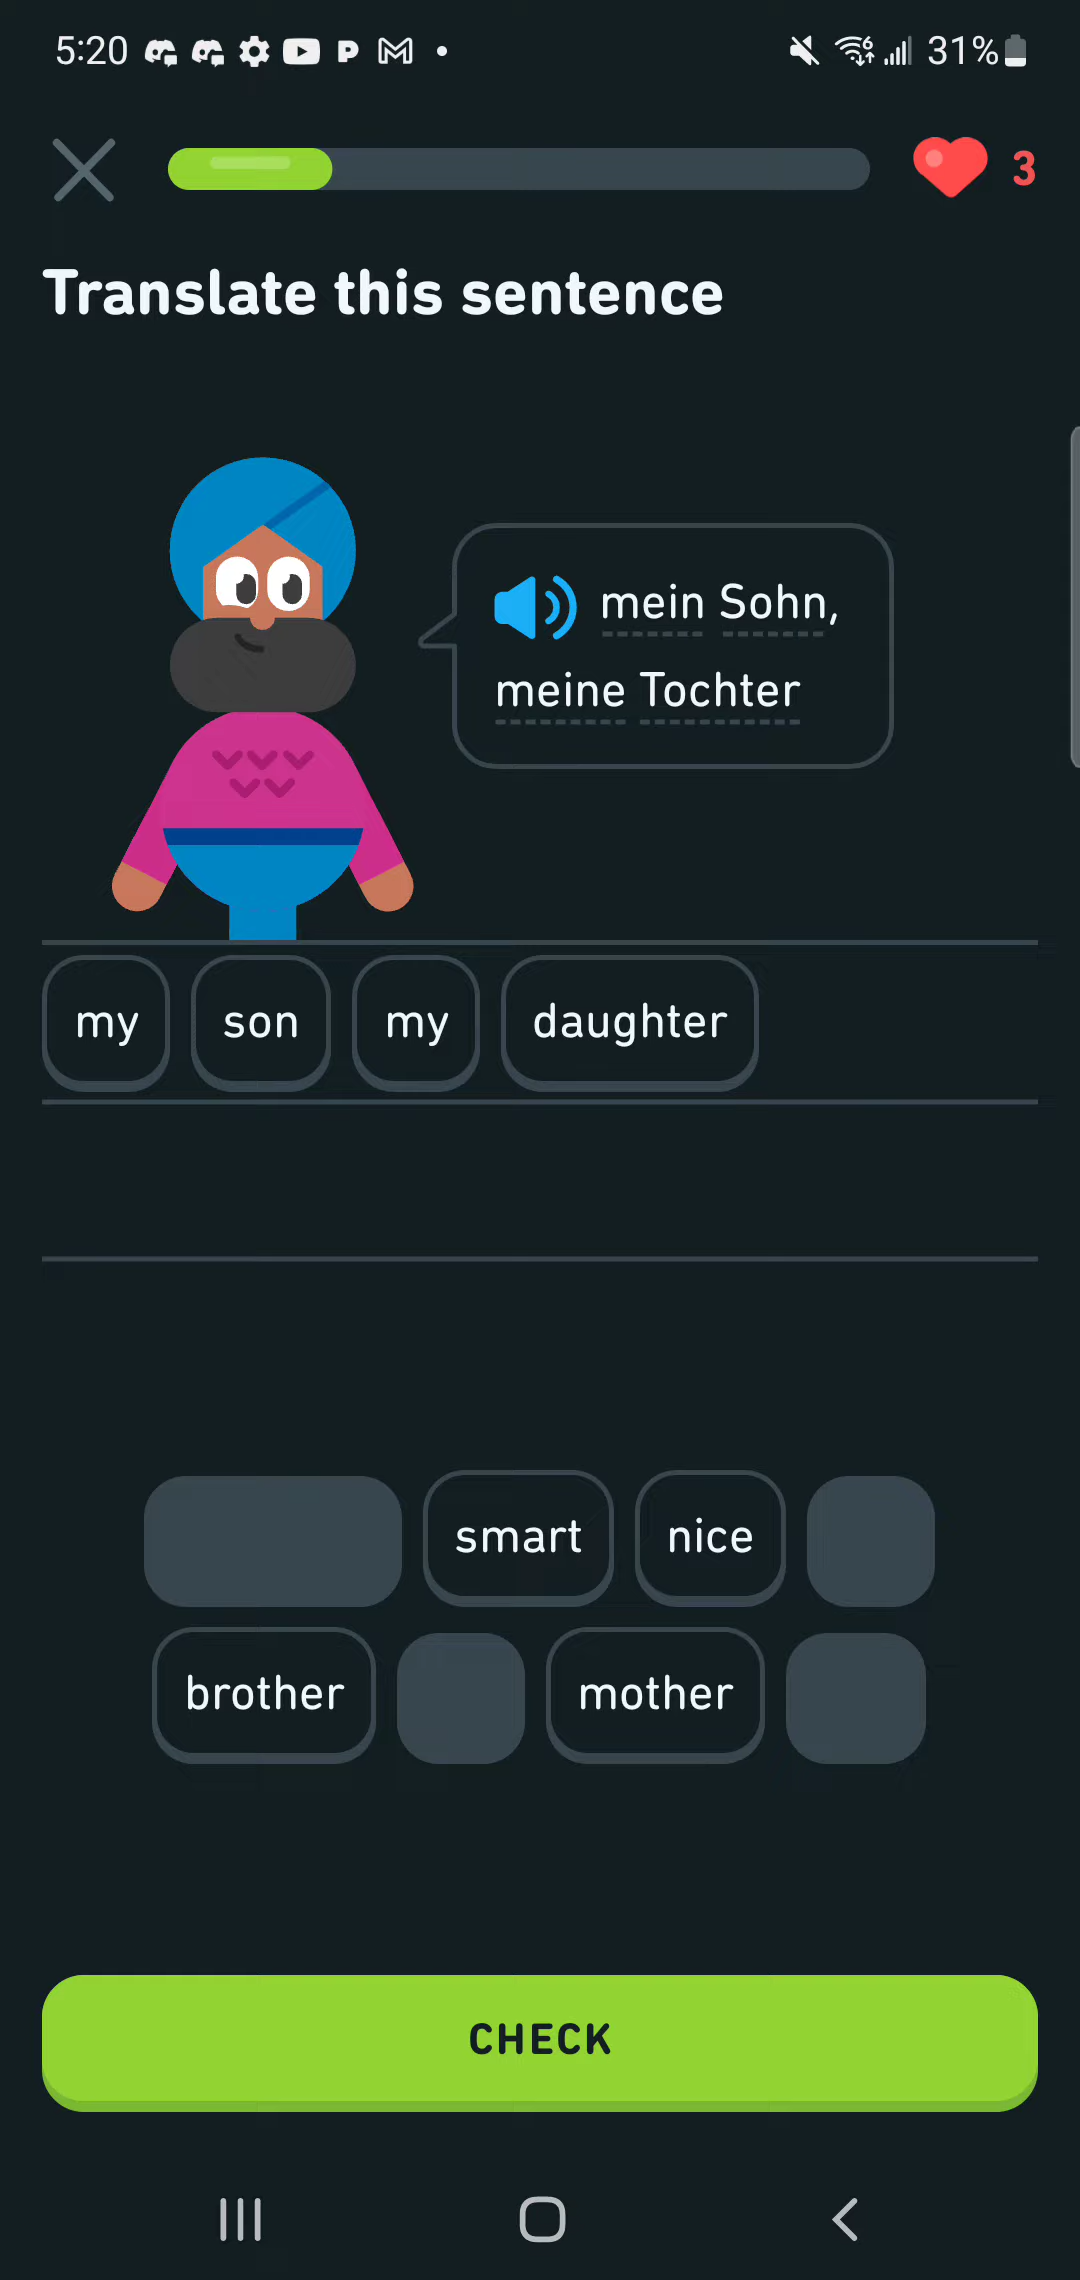 5:20 31%
3
Translate this sentence
mein Sohn,
meine Tochter
my son my daughter
smart nice
brother mother
CHECK